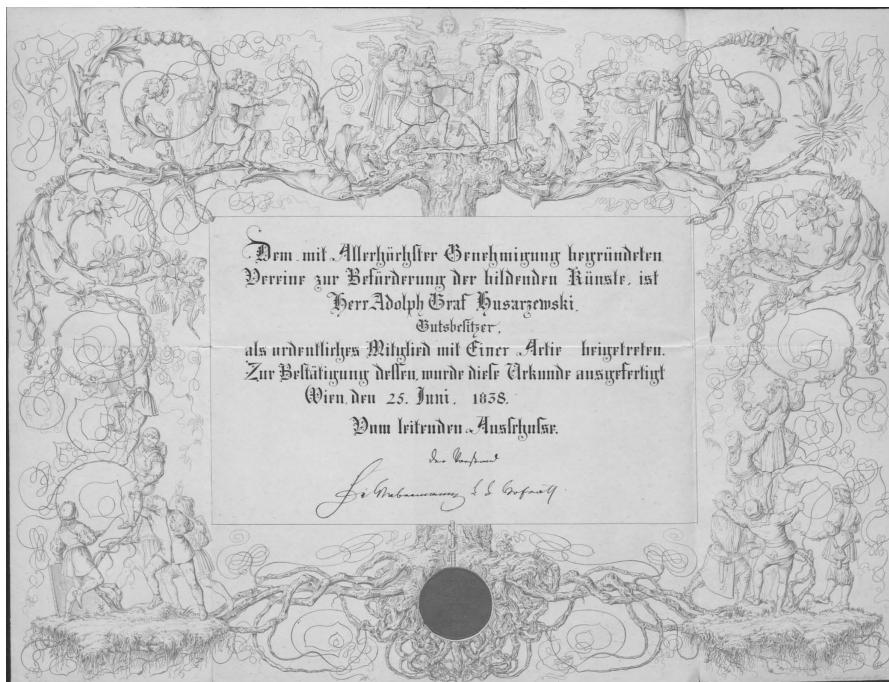 Dem mit Allerhöchster Genehmigung begründeten
Vereine zur Beförderung der bildenden Künste, ist
Herr Adolph Graf Husarzewski,
Gutsbesitzer,
als ordentliches Mitglied mit Einer Actie beigetreten.
Zur Bestätigung dessen, wurde diese Urkunde ausgefertigt
Wien, den 25. Juni. 1838.
Vom leitenden Ausschusse.
der